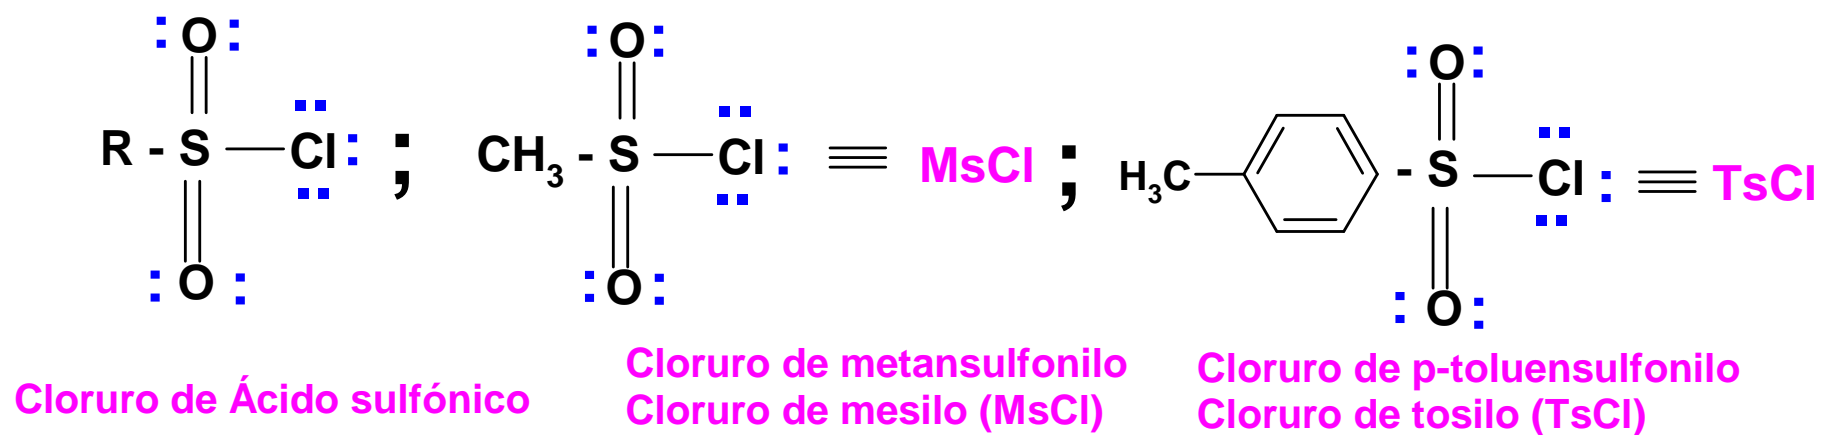 O
R - S — Cl ;
O
Cloruro de Ácido sulfónico
O
CH3 - S — Cl ≡ MsCl ;
O
Cloruro de metansulfonilo
Cloruro de mesilo (MsCl)
O
H3C - S — Cl ≡ TsCl
O
Cloruro de p-toluensulfonilo
Cloruro de tosilo (TsCl)